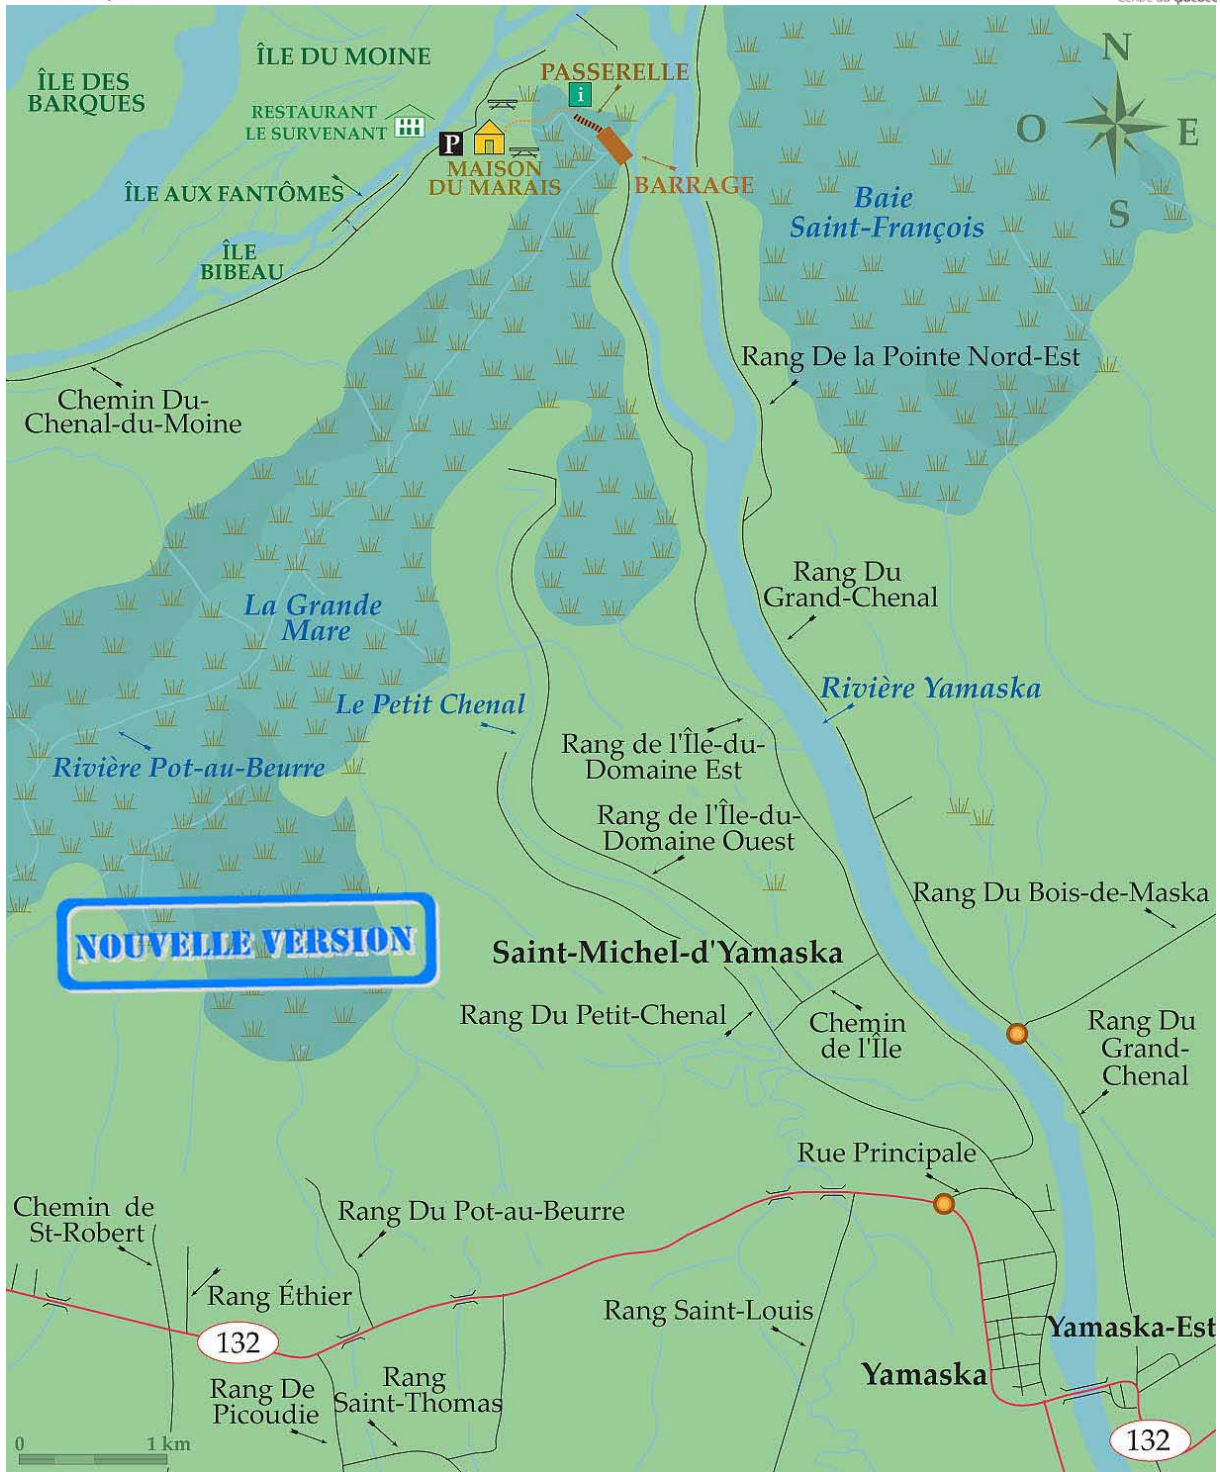 ÎLE DU MOINE
ÎLE DES
BARQUES
PASSERELLE
i
RESTAURANT
LE SURVENANT
P
MAISON
DU MARAIS
BARRAGE
ÎLE AUX FANTÔMES
ÎLE
BIBEAU
N
O
E
S
Baie
Saint-François
Rang De la Pointe Nord-Est
Chemin Du-
Chenal-du-Moine
Rang Du
Grand-Chenal
La Grande
Mare
Le Petit Chenal
Rivière Yamaska
Rivière Pot-au-Beurre
Rang de l'Île-du-
Domaine Est
Rang de l'Île-du-
Domaine Ouest
Rang Du Bois-de-Maska
NOUVELLE VERSION
Saint-Michel-d'Yamaska
Rang Du Petit-Chenal
Chemin
de l'Île
Rang Du
Grand-
Chenal
Rue Principale
Chemin de
St-Robert
Rang Du Pot-au-Beurre
Rang Éthier
Rang Saint-Louis
132
Yamaska-Est
Yamaska
Rang De
Picoudie
Rang
Saint-Thomas
0 1 km
132